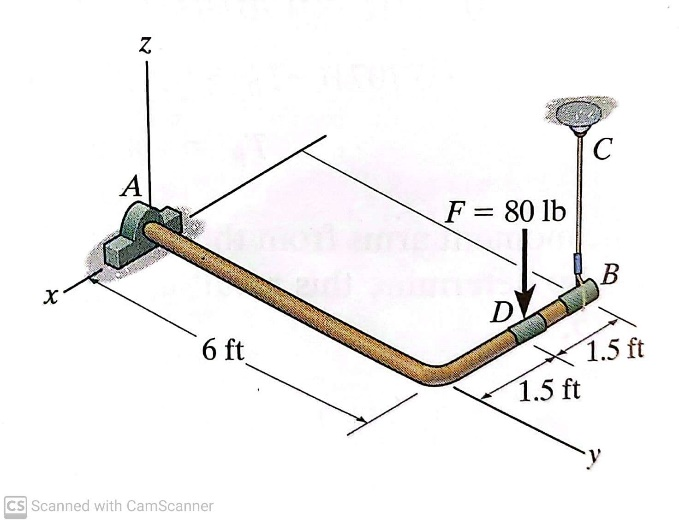 z
C
A
F = 80 lb
B
x
D
6 ft
1.5 ft
1.5 ft
y
CS Scanned with CamScanner